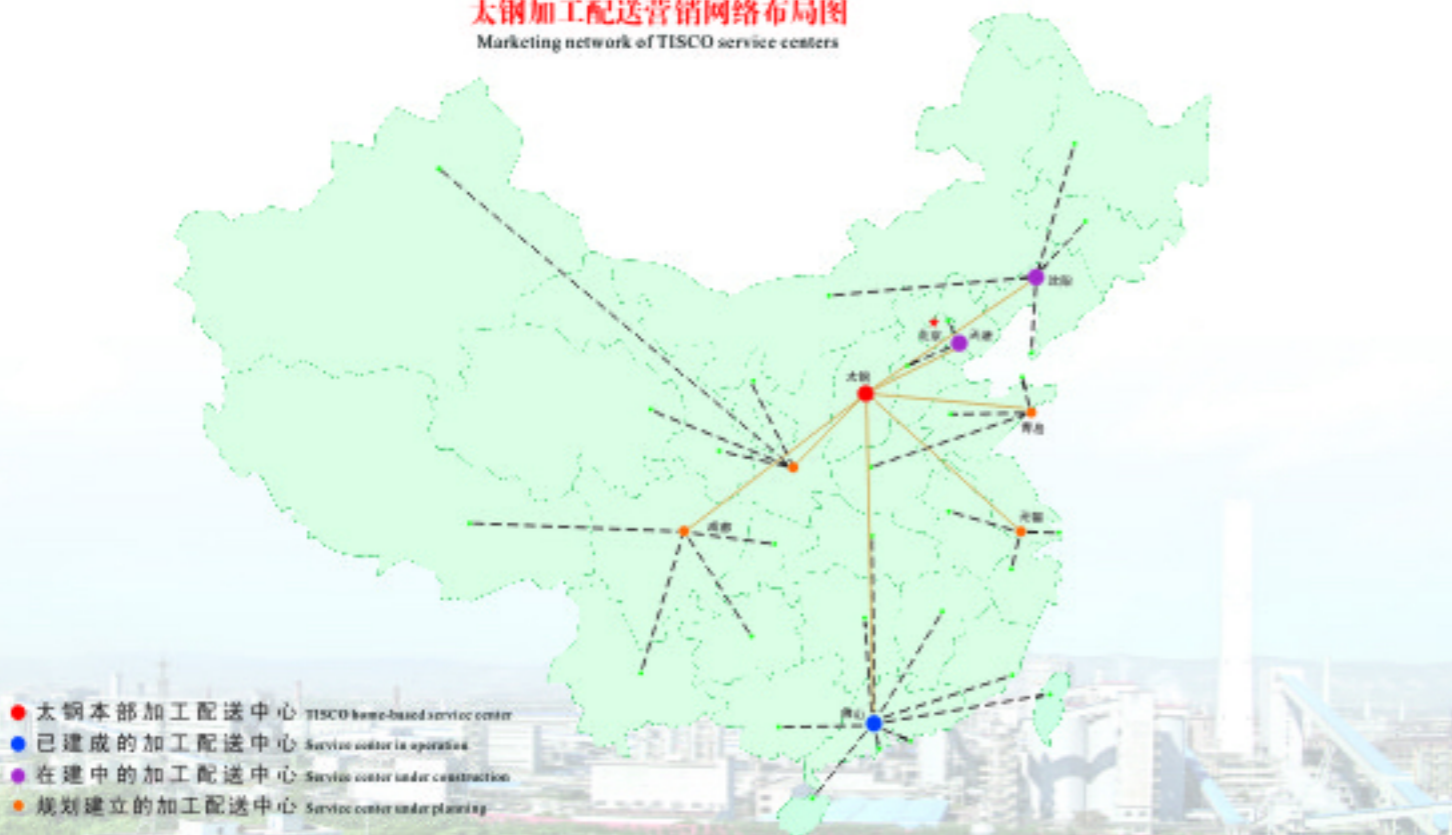 太钢加工配送营销网络布局图
Marketing network of TISCO service centers
沈阳
北京
天津
太钢
青岛
无锡
成都
佛山
太钢本部加工配送中心 TISCO home-based service center
已建成的加工配送中心 Service center in operation
在建中的加工配送中心 Service center under construction
规划建立的加工配送中心 Service center under planning